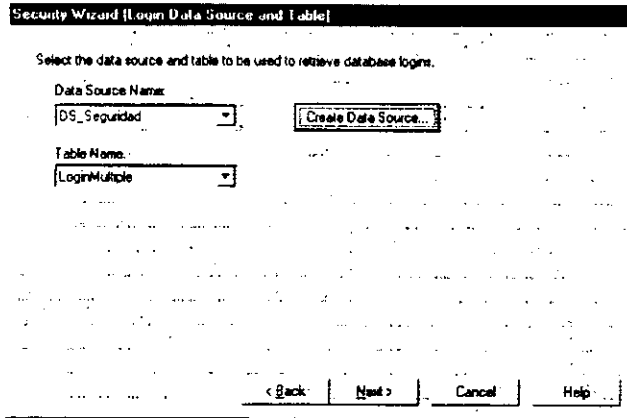 Security Wizard [Login Data Source and Table]
Select the data source and table to be used to retrieve database logins.
Data Source Name:
DS_Seguridad
Create Data Source...
Table Name:
LoginMultiple
< Back
Next >
Cancel
Help